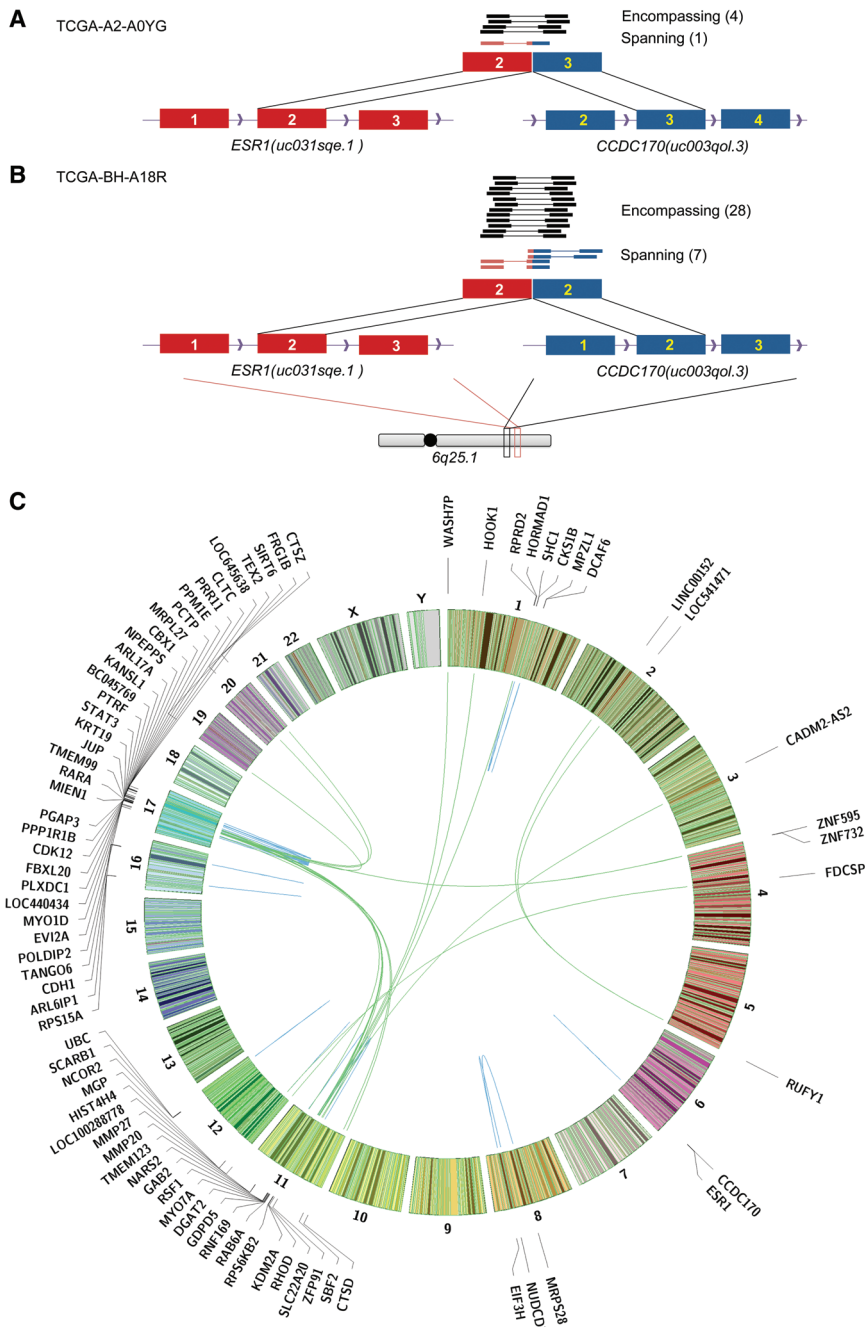 A
TCGA-A2-A0YG
Encompassing (4)
Spanning (1)
2 3
1 2 3 2 3 4
ESR1(uc031sqe.1 ) CCDC170(uc003qol.3)
B
TCGA-BH-A18R
Encompassing (28)
Spanning (7)
2 2
1 2 3 1 2 3
ESR1(uc031sqe.1 ) CCDC170(uc003qol.3)
6q25.1
C
WASH7P
HOOK1
RPRD2
HORMAD1
SHC1
CKS1B
MPZL1
DCAF6
LINC00152
LOC541471
CADM2-AS2
ZNF595
ZNF732
FDCSP
RUFY1
CCDC170
ESR1
MRPS28
NUDCD
EIF3H
CTSD
SBF2
ZFP91
SLC22A20
RHOD
KDM2A
RPS6KB2
RAB6A
RNF169
GDPD5
DGAT2
MYO7A
RSF1
GAB2
NARS2
TMEM123
MMP20
MMP27
LOC100288778
HIST4H4
MGP
NCOR2
SCARB1
UBC
RPS15A
ARL6IP1
CDH1
TANGO6
POLDIP2
EVI2A
MYO1D
LOC440434
PLXDC1
FBXL20
CDK12
PPP1R1B
PGAP3
MIEN1
RARA
TMEM99
JUP
KRT19
STAT3
PTRF
BC045769
KANSL1
ARL17A
NPEPPS
CBX1
MRPL27
PCTP
PPM1E
PRR11
CLTC
LOC645638
TEX2
SIRT6
FRG1B
CTSZ
1
2
3
4
5
6
7
8
9
10
11
12
13
14
15
16
17
18
19
20
21
22
X
Y